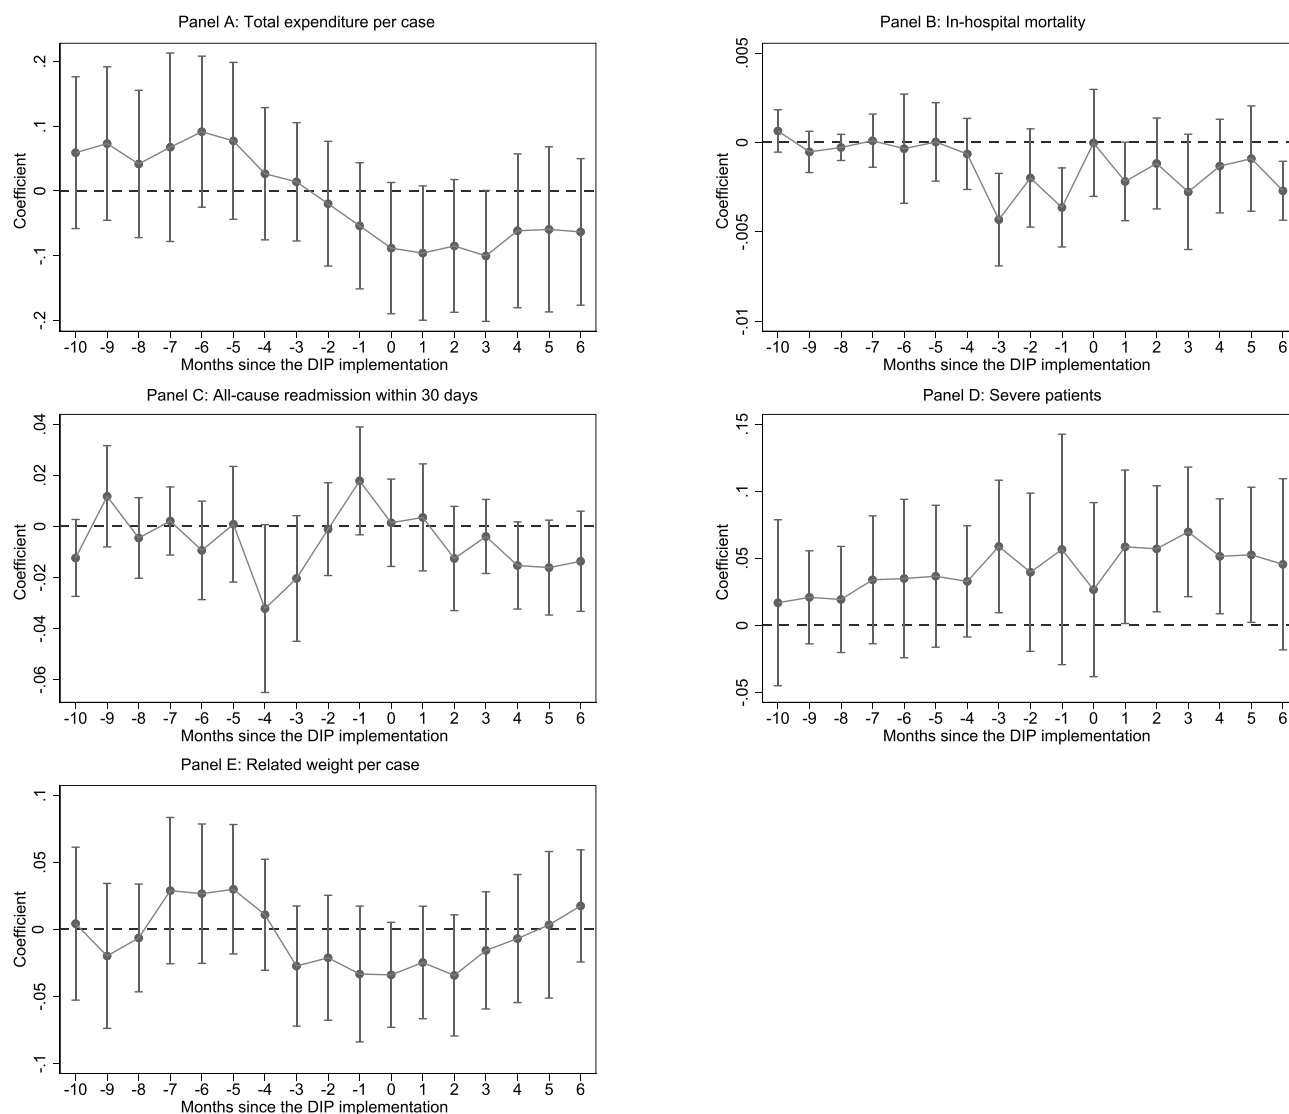 Panel A: Total expenditure per case
.2
.1
0
-.1
-.2
Coefficient
-10 -9 -8 -7 -6 -5 -4 -3 -2 -1 0 1 2 3 4 5 6
Months since the DIP implementation
Panel B: In-hospital mortality
.005
0
-.005
-.01
Coefficient
-10 -9 -8 -7 -6 -5 -4 -3 -2 -1 0 1 2 3 4 5 6
Months since the DIP implementation
Panel C: All-cause readmission within 30 days
.04
.02
0
-.02
-.04
-.06
Coefficient
-10 -9 -8 -7 -6 -5 -4 -3 -2 -1 0 1 2 3 4 5 6
Months since the DIP implementation
Panel D: Severe patients
.15
.1
.05
0
-.05
Coefficient
-10 -9 -8 -7 -6 -5 -4 -3 -2 -1 0 1 2 3 4 5 6
Months since the DIP implementation
Panel E: Related weight per case
.1
.05
0
-.05
-.1
Coefficient
-10 -9 -8 -7 -6 -5 -4 -3 -2 -1 0 1 2 3 4 5 6
Months since the DIP implementation